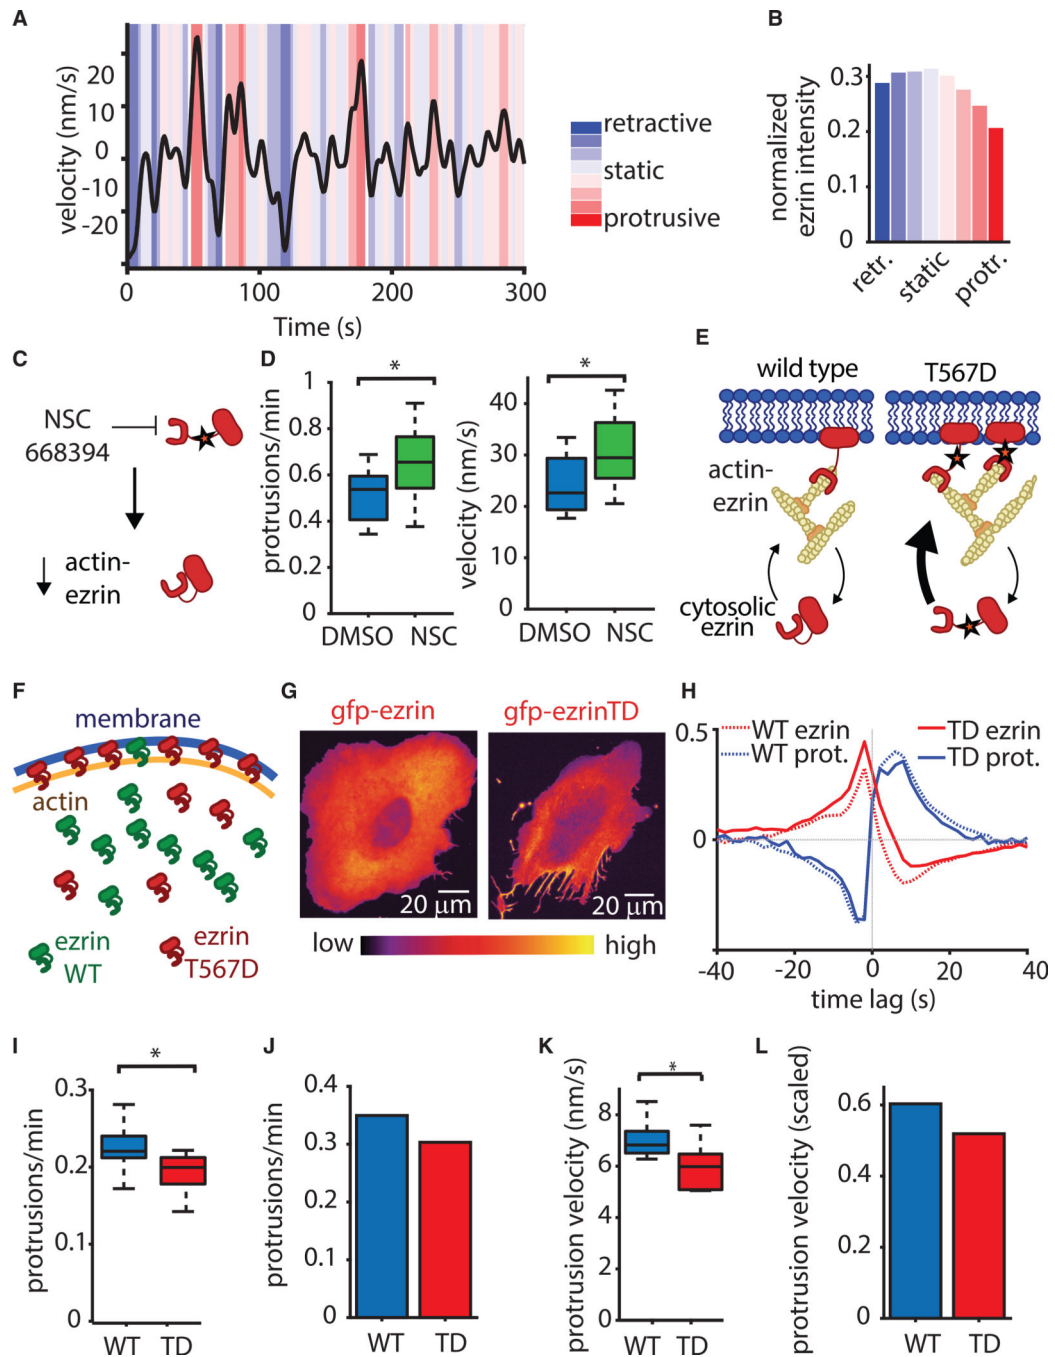 A
velocity (nm/s)
20
10
0
-10
-20
0 100 200 300
Time (s)
retractive
static
protrusive
B
normalized
ezrin intensity
0.3
0.2
0.1
0
retr. static protr.
C
NSC
668394
actin-
ezrin
D
protrusions/min
1
0.8
0.6
0.4
0.2
0
DMSO NSC
*
velocity (nm/s)
40
30
20
10
0
DMSO NSC
*
E
wild type T567D
actin-
ezrin
cytosolic
ezrin
F
membrane
actin
ezrin
WT
ezrin
T567D
G
gfp-ezrin gfp-ezrinTD
20 µm 20 µm
low high
H
0.5
0
WT ezrin TD ezrin
WT prot. TD prot.
-40 -20 0 20 40
time lag (s)
I
protrusions/min
*
0.3
0.2
0.1
0
WT TD
J
protrusions/min
0.4
0.3
0.2
0.1
0
WT TD
K
protrusion velocity (nm/s)
*
8
6
4
2
0
WT TD
L
protrusion velocity (scaled)
0.6
0.4
0.2
0
WT TD